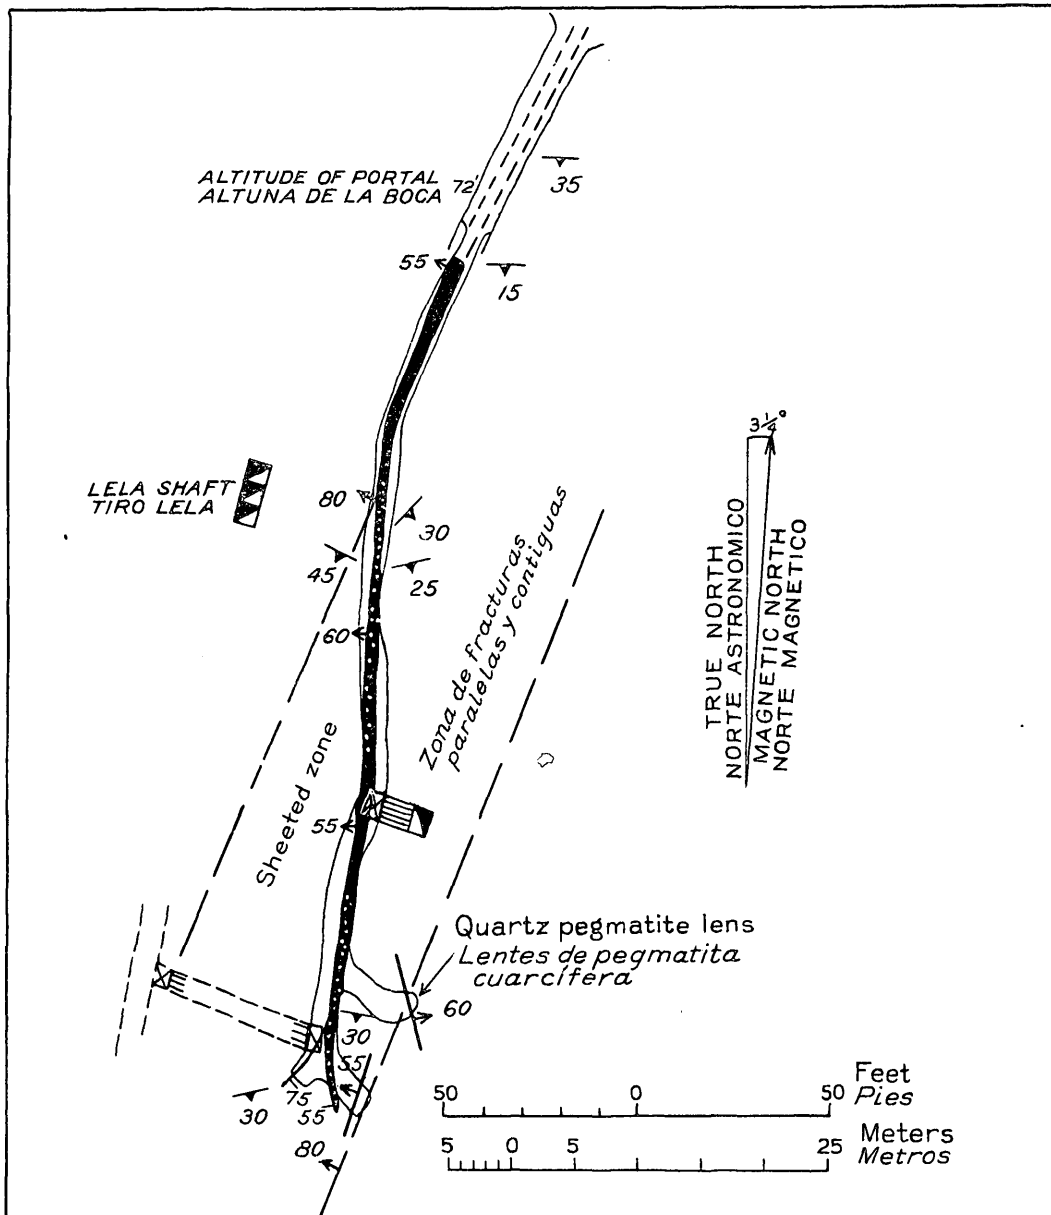 ALTITUDE OF PORTAL
ALTUNA DE LA BOCA
72'
35
55
15
3 1/4°
LELA SHAFT
TIRO LELA
80
30
45
25
60
TRUE NORTH
NORTE ASTRONOMICO
MAGNETIC NORTH
NORTE MAGNETICO
Zona de fracturas
paralelas y contiguas
Sheeted zone
55
Quartz pegmatite lens
Lentes de pegmatita
cuarcífera
60
30
55
75
30
55
80
50 0 50
Feet
Pies
5 0 5 25
Meters
Metros